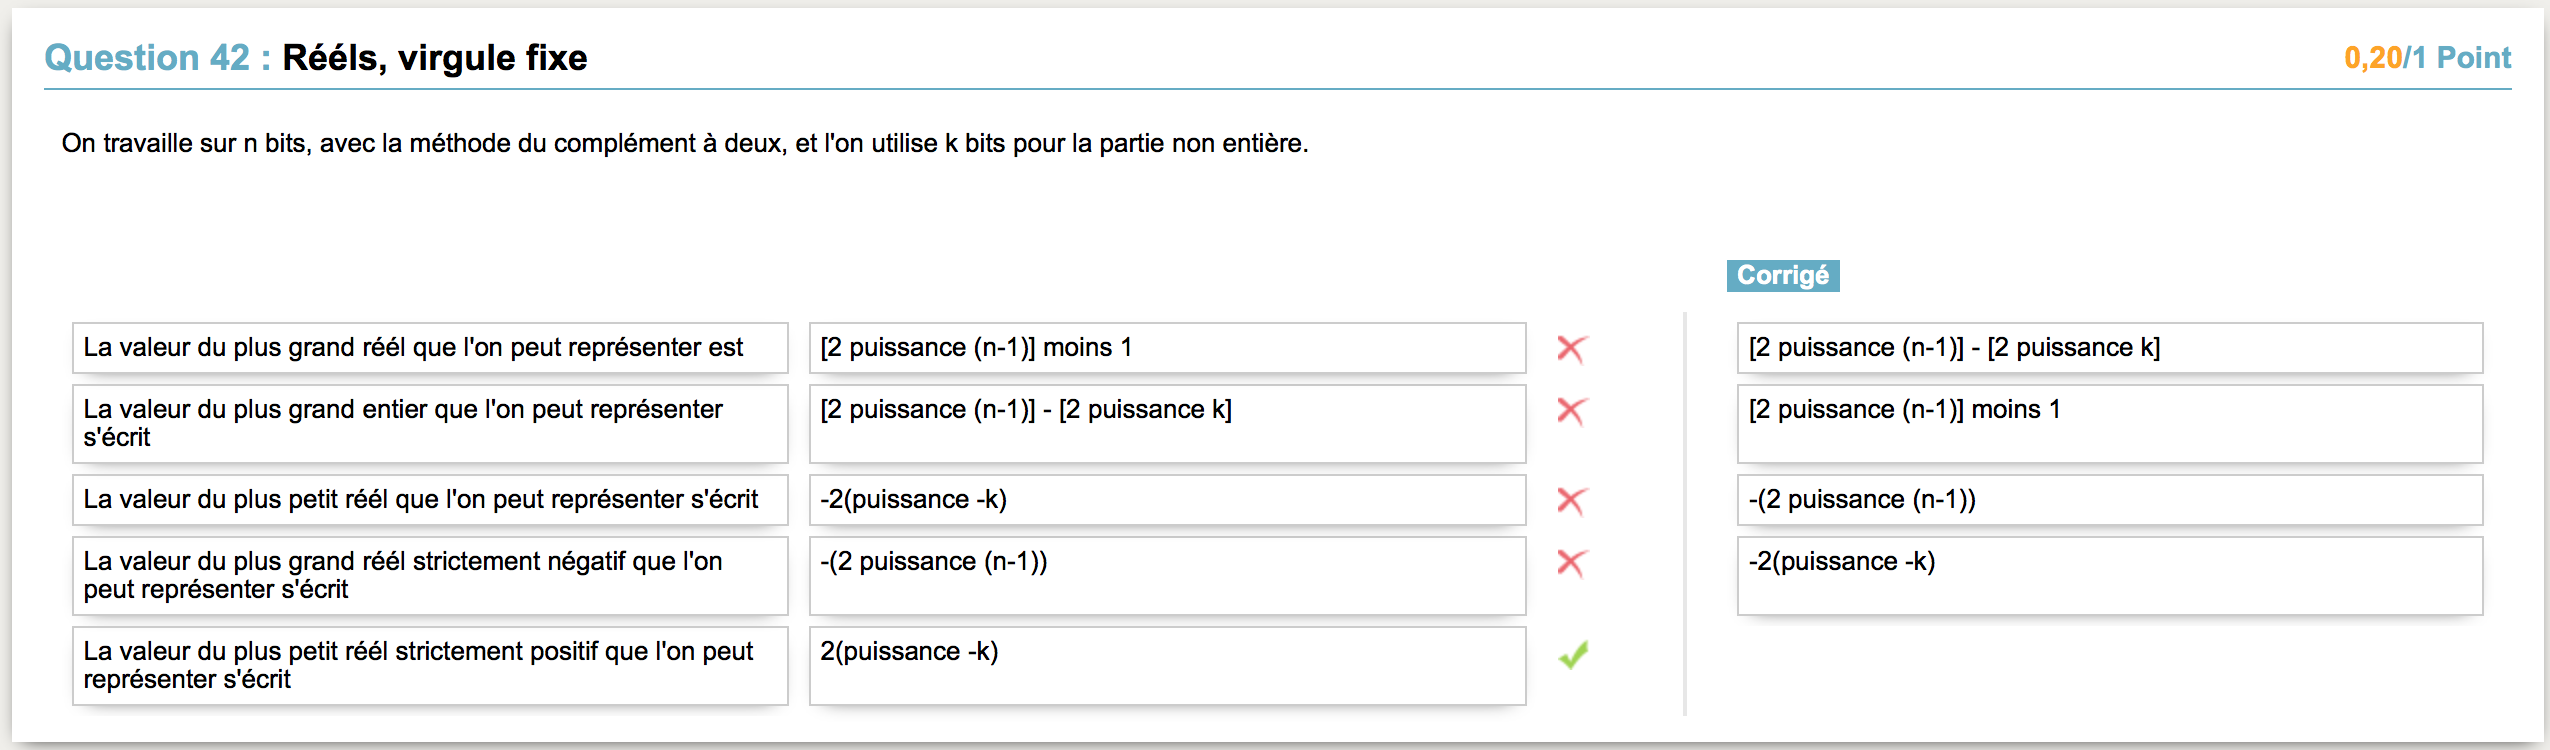 Question 42 : Rééls, virgule fixe
0,20/1 Point
On travaille sur n bits, avec la méthode du complément à deux, et l'on utilise k bits pour la partie non entière.
Corrigé
La valeur du plus grand réél que l'on peut représenter est
[2 puissance (n-1)] moins 1
[2 puissance (n-1)] - [2 puissance k]
La valeur du plus grand entier que l'on peut représenter
s'écrit
[2 puissance (n-1)] - [2 puissance k]
[2 puissance (n-1)] moins 1
La valeur du plus petit réél que l'on peut représenter s'écrit
-2(puissance -k)
-(2 puissance (n-1))
La valeur du plus grand réél strictement négatif que l'on
peut représenter s'écrit
-(2 puissance (n-1))
-2(puissance -k)
La valeur du plus petit réél strictement positif que l'on peut
représenter s'écrit
2(puissance -k)